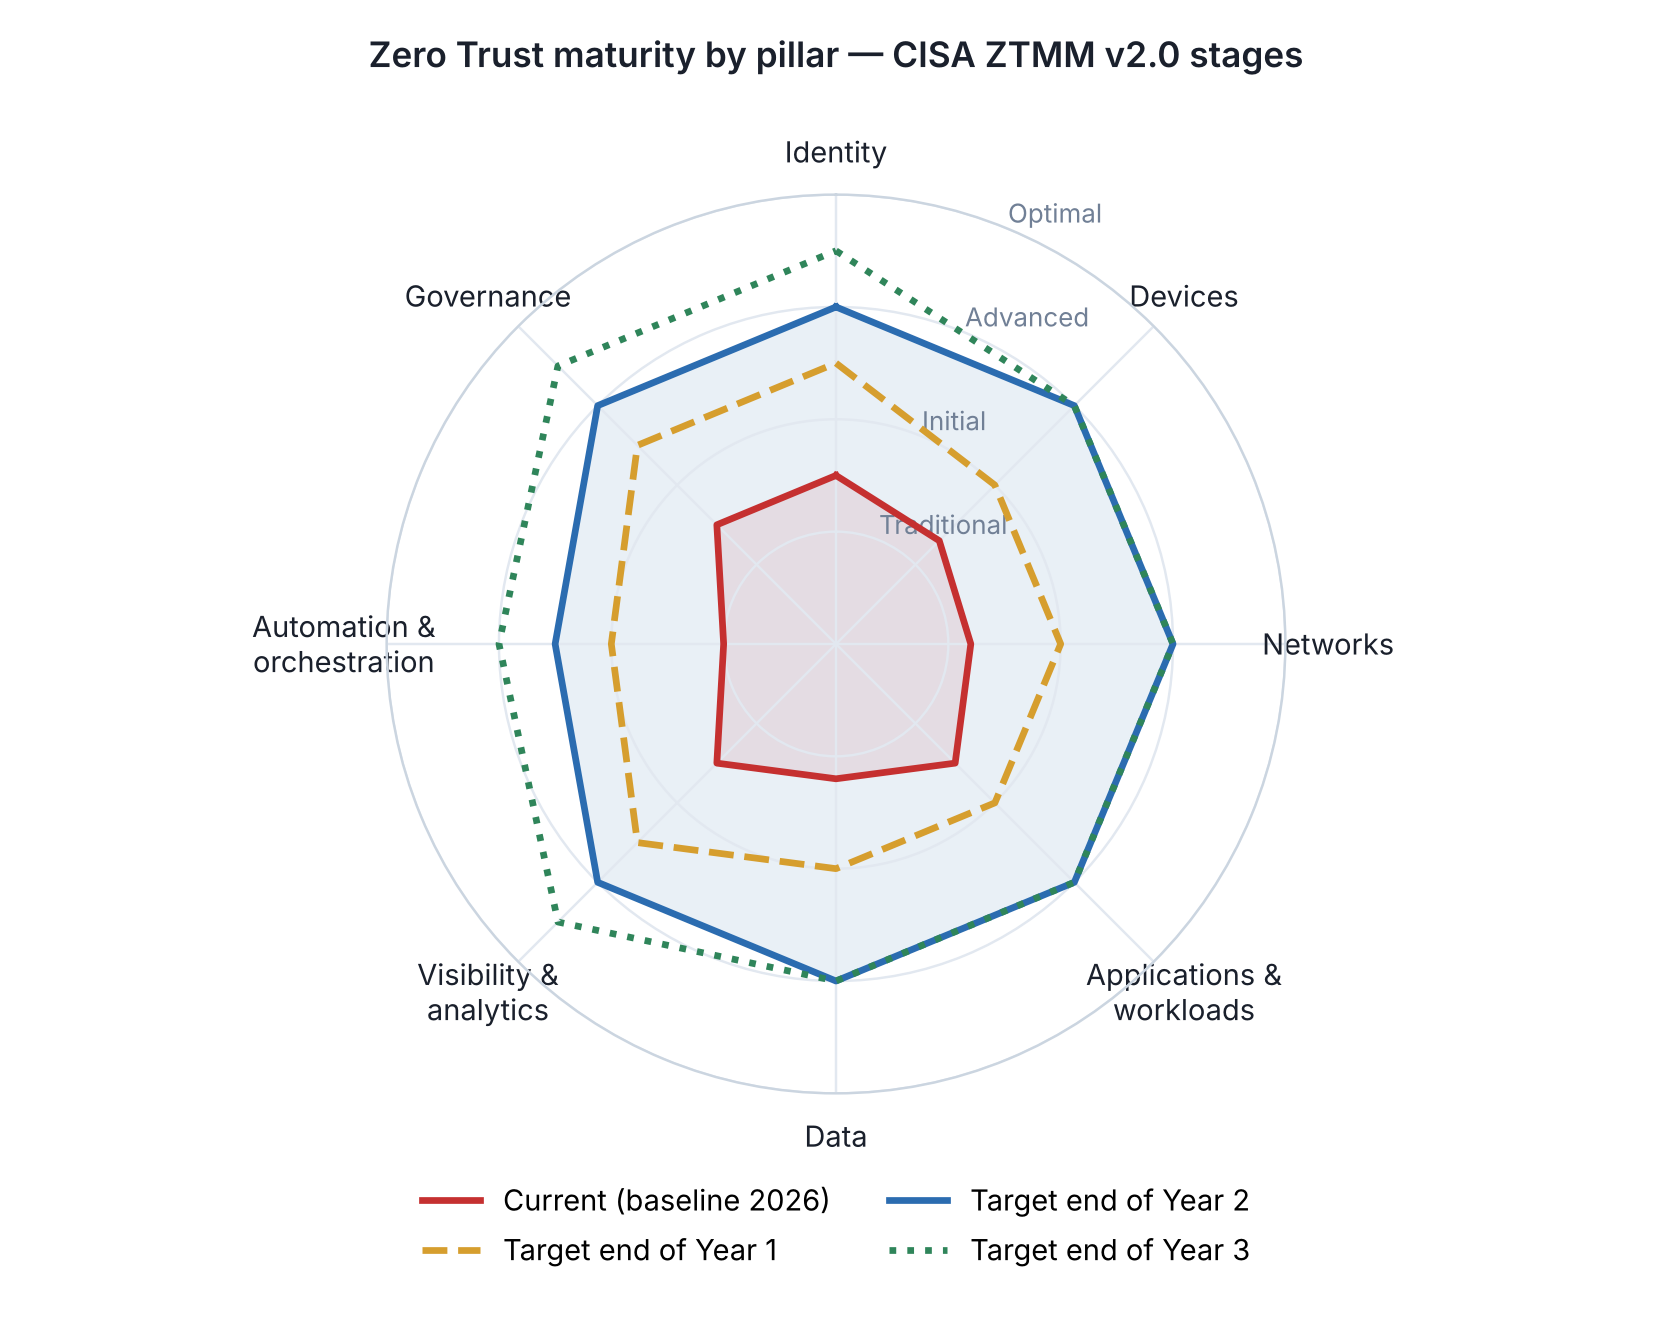 Zero Trust maturity by pillar — CISA ZTMM v2.0 stages
Identity
Optimal
Governance
Devices
Advanced
Initial
Traditional
Automation &
orchestration
Networks
Visibility &
analytics
Applications &
workloads
Data
Current (baseline 2026)
Target end of Year 1
Target end of Year 2
Target end of Year 3